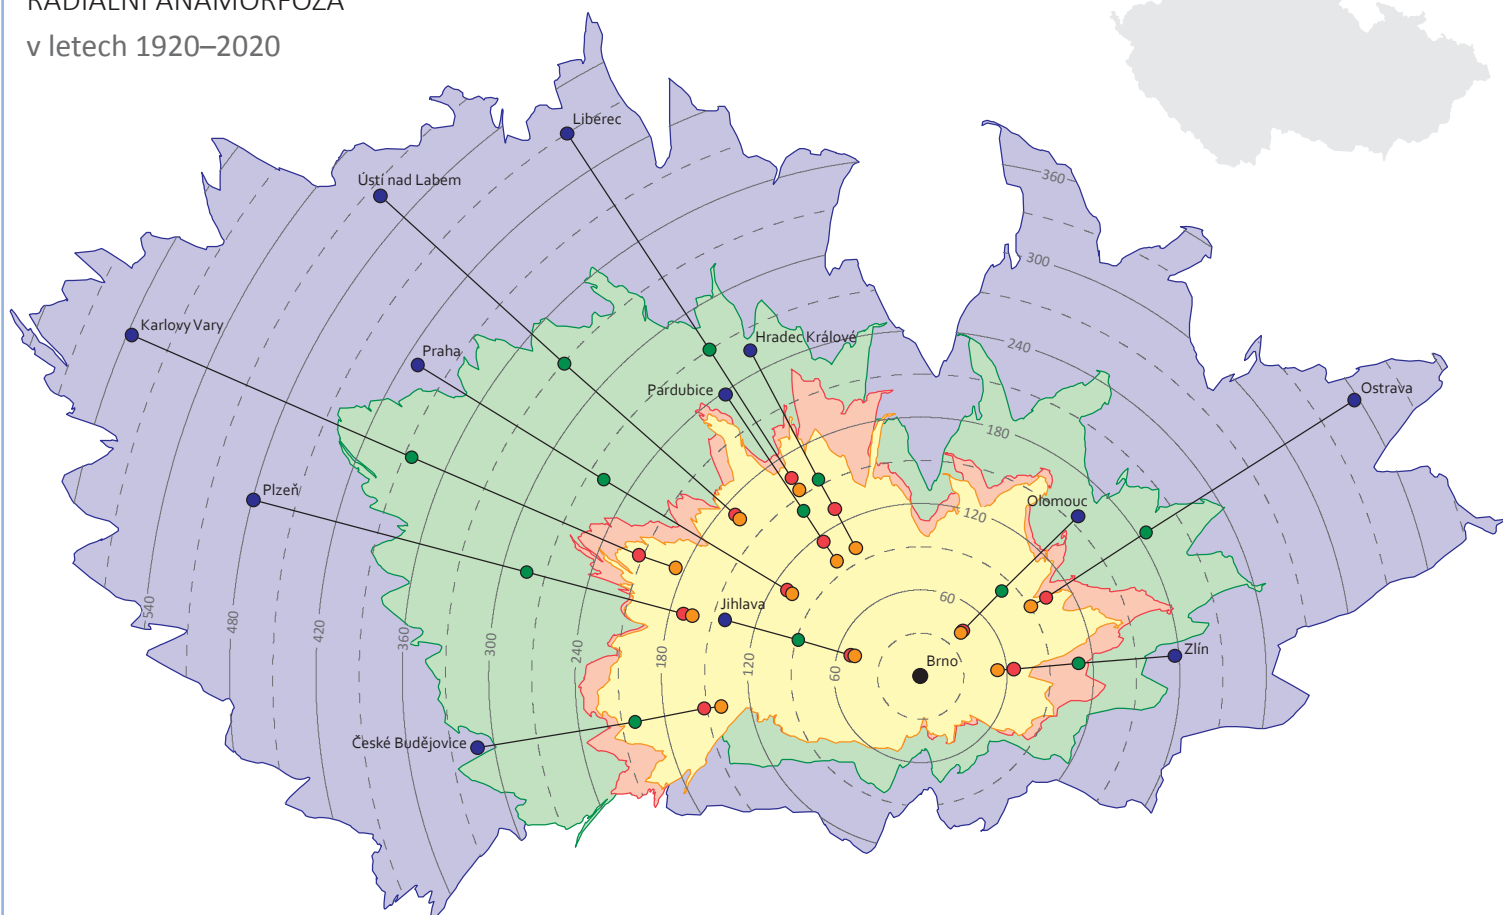 RADIÁLNÍ ANAMORFÓZA
v letech 1920–2020
Liberec
Ústí nad Labem
360
300
Karlovy Vary
Hradec Králové
240
Praha
Ostrava
Pardubice
180
Plzeň
Olomouc
120
60
540
480
420
360
300
240
180
120
60
Jihlava
Brno
Zlín
České Budějovice